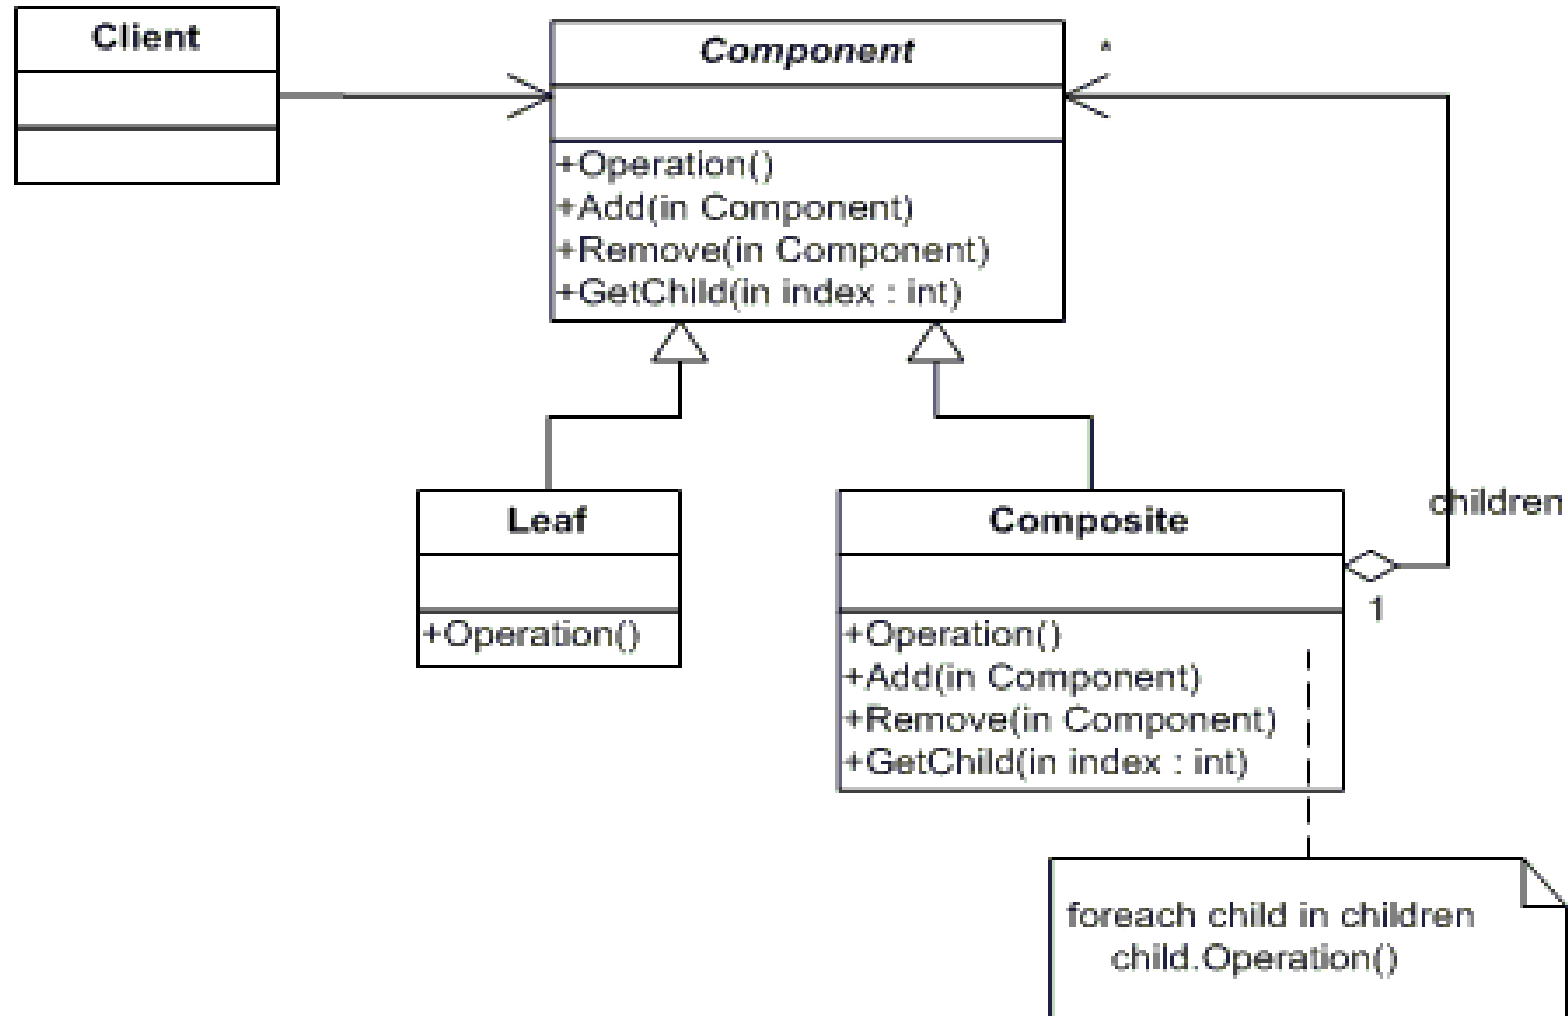 Client
Component
*
+Operation()
+Add(in Component)
+Remove(in Component)
+GetChild(in index : int)
Leaf
+Operation()
Composite
children
1
+Operation()
+Add(in Component)
+Remove(in Component)
+GetChild(in index : int)
foreach child in children
child.Operation()